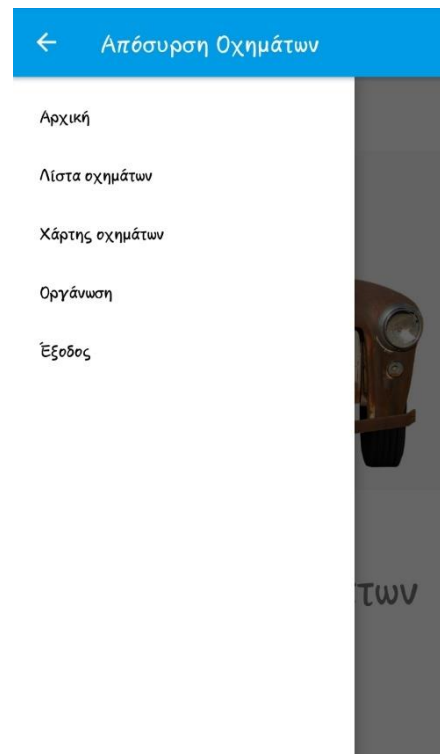 Απόσυρση Οχημάτων
Αρχική
Λίστα οχημάτων
Χάρτης οχημάτων
Οργάνωση
Έξοδος
των